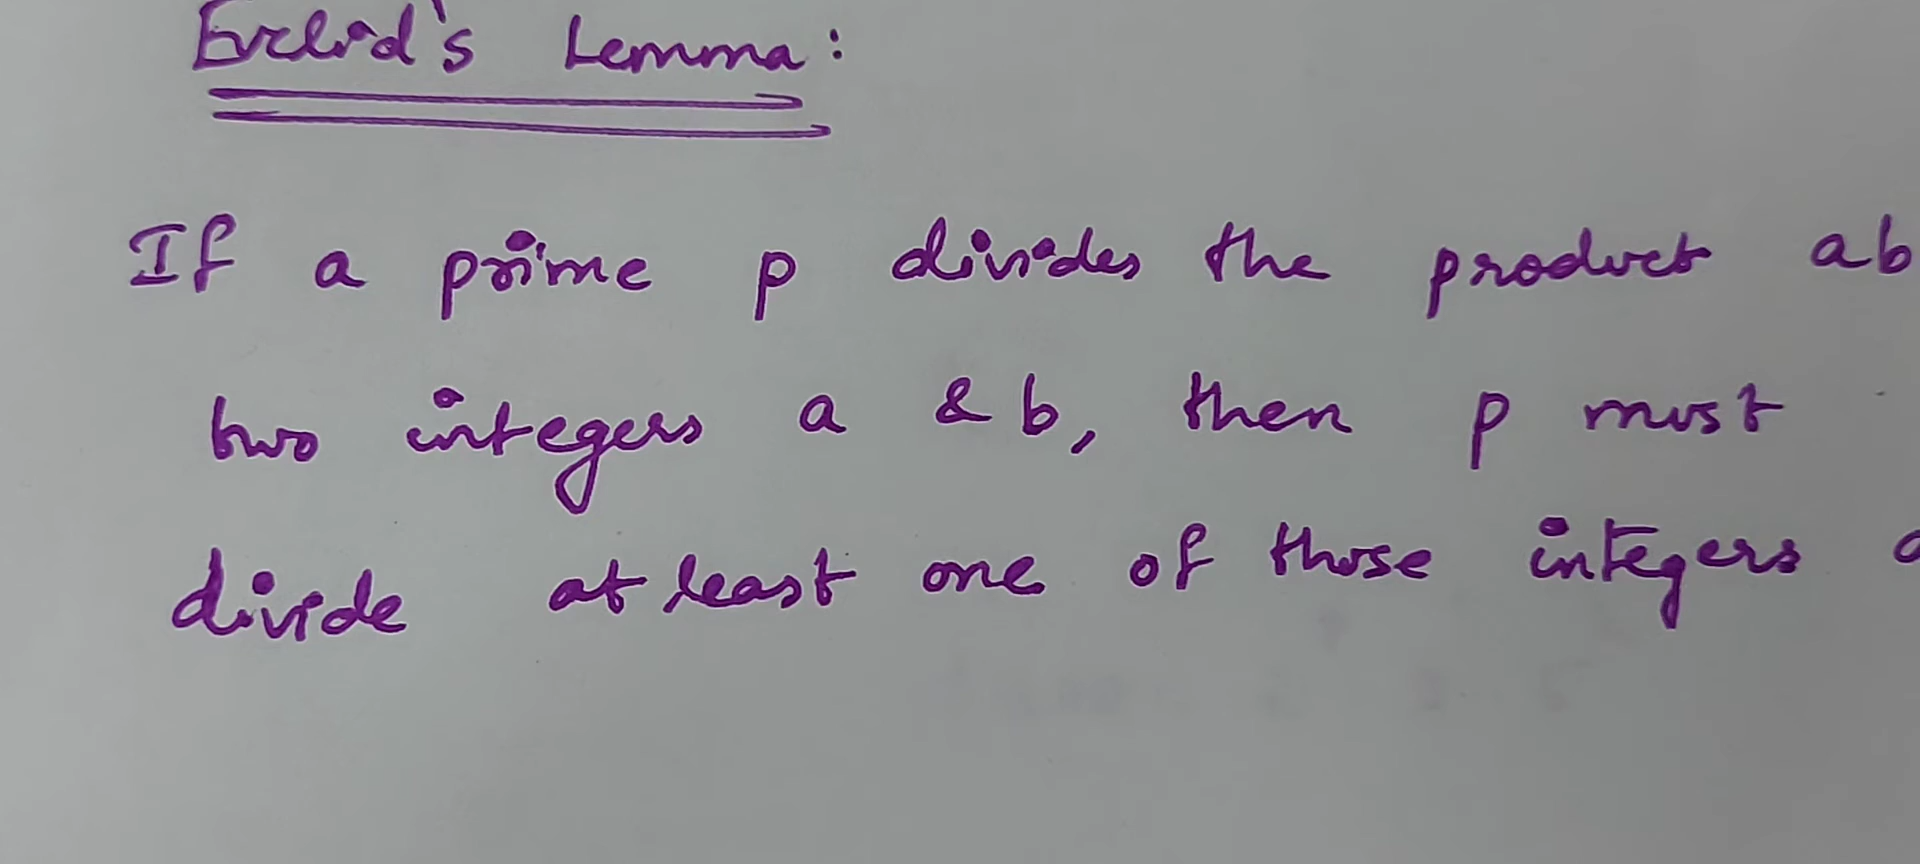 Euclid's Lemma:
If a prime p divides the product ab
two integers a & b, then p must
divide at least one of those integers